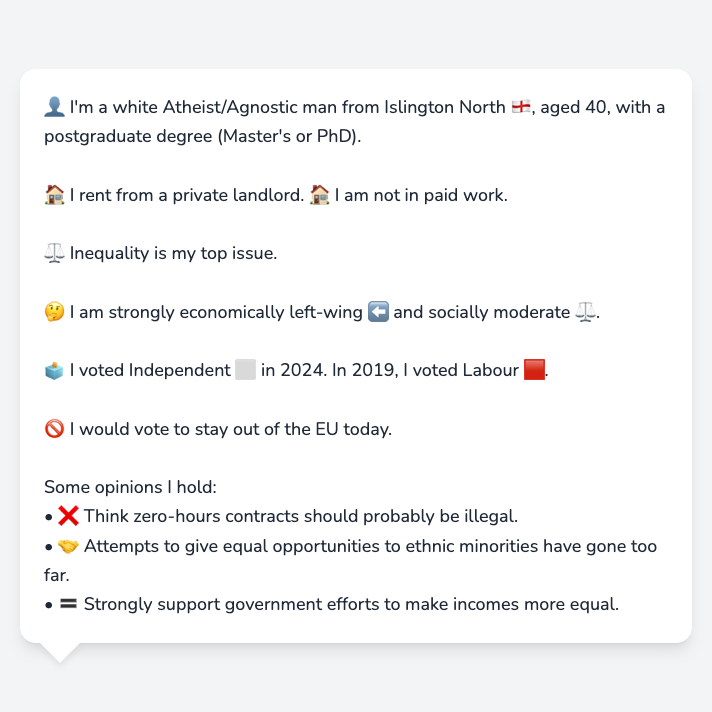 👤 I'm a white Atheist/Agnostic man from Islington North 🏴󠁧󠁢󠁥󠁮󠁧󠁿, aged 40, with a
postgraduate degree (Master's or PhD).
🏠 I rent from a private landlord. 🏠 I am not in paid work.
⚖️ Inequality is my top issue.
🤔 I am strongly economically left-wing ⬅️ and socially moderate ⚖️.
🗳️ I voted Independent ⬜ in 2024. In 2019, I voted Labour 🟥.
🚫 I would vote to stay out of the EU today.
Some opinions I hold:
• ❌ Think zero-hours contracts should probably be illegal.
• 🤝 Attempts to give equal opportunities to ethnic minorities have gone too
far.
• 🟰 Strongly support government efforts to make incomes more equal.